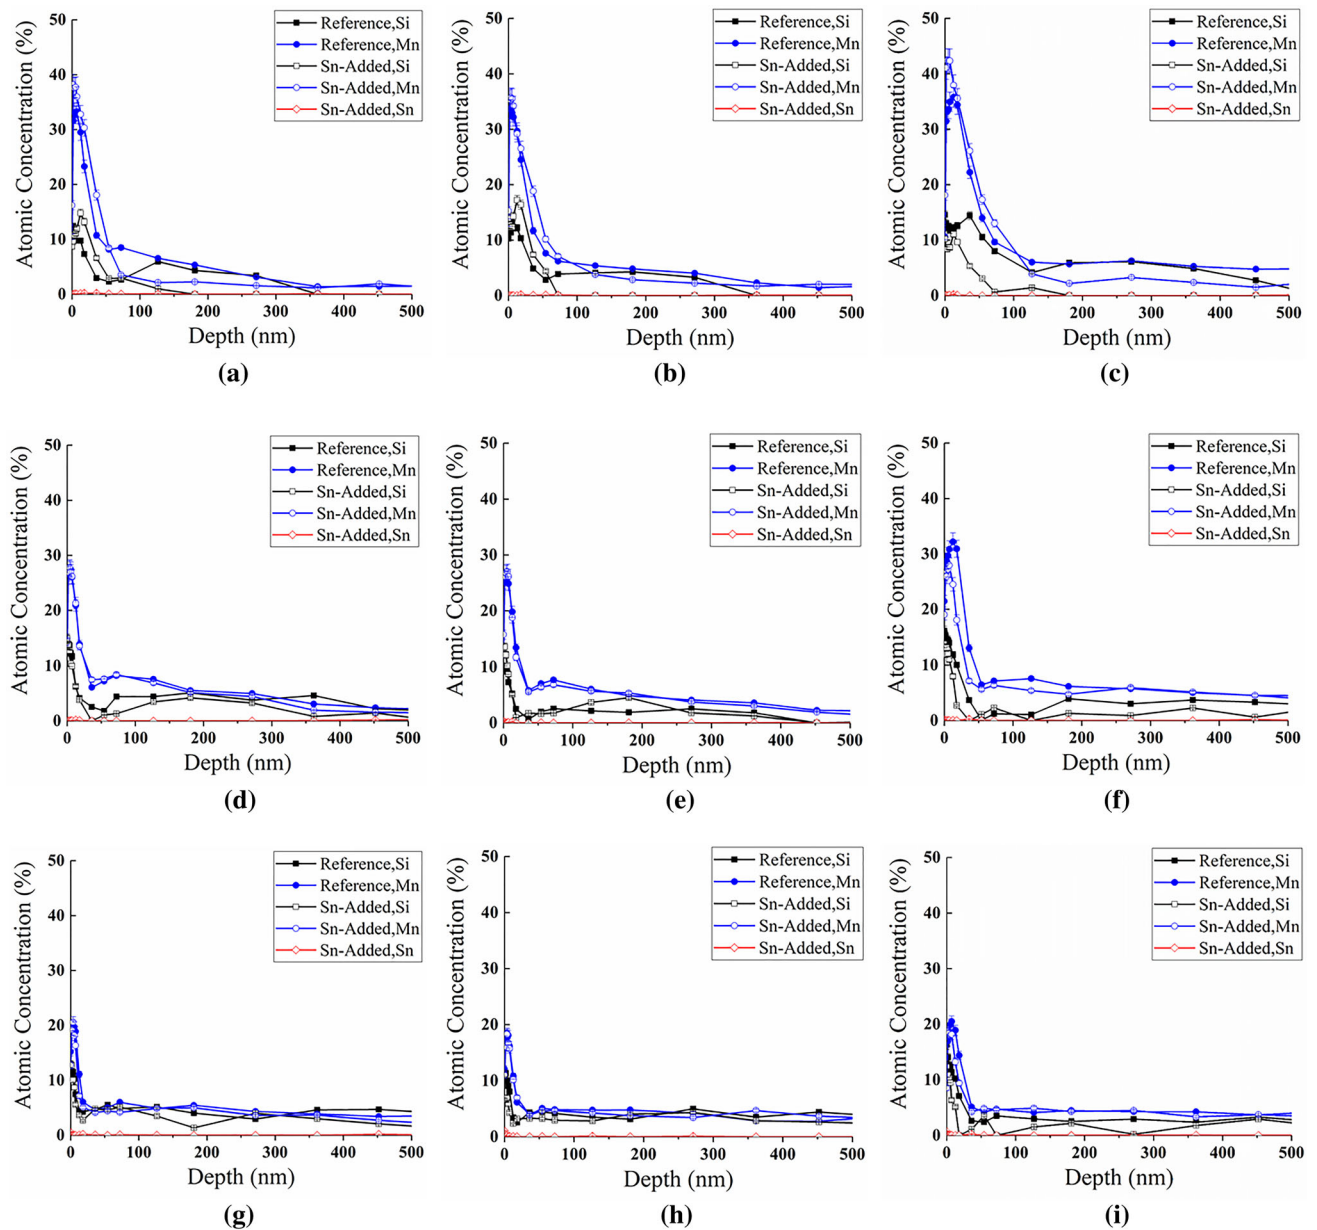 50
40
30
20
10
0
0 100 200 300 400 500
Atomic Concentration (%)
Depth (nm)
Reference,Si
Reference,Mn
Sn-Added,Si
Sn-Added,Mn
Sn-Added,Sn
(a)
50
40
30
20
10
0
0 100 200 300 400 500
Atomic Concentration (%)
Depth (nm)
Reference,Si
Reference,Mn
Sn-Added,Si
Sn-Added,Mn
Sn-Added,Sn
(b)
50
40
30
20
10
0
0 100 200 300 400 500
Atomic Concentration (%)
Depth (nm)
Reference,Si
Reference,Mn
Sn-Added,Si
Sn-Added,Mn
Sn-Added,Sn
(c)
50
40
30
20
10
0
0 100 200 300 400 500
Atomic Concentration (%)
Depth (nm)
Reference,Si
Reference,Mn
Sn-Added,Si
Sn-Added,Mn
Sn-Added,Sn
(d)
50
40
30
20
10
0
0 100 200 300 400 500
Atomic Concentration (%)
Depth (nm)
Reference,Si
Reference,Mn
Sn-Added,Si
Sn-Added,Mn
Sn-Added,Sn
(e)
50
40
30
20
10
0
0 100 200 300 400 500
Atomic Concentration (%)
Depth (nm)
Reference,Si
Reference,Mn
Sn-Added,Si
Sn-Added,Mn
Sn-Added,Sn
(f)
50
40
30
20
10
0
0 100 200 300 400 500
Atomic Concentration (%)
Depth (nm)
Reference,Si
Reference,Mn
Sn-Added,Si
Sn-Added,Mn
Sn-Added,Sn
(g)
50
40
30
20
10
0
0 100 200 300 400 500
Atomic Concentration (%)
Depth (nm)
Reference,Si
Reference,Mn
Sn-Added,Si
Sn-Added,Mn
Sn-Added,Sn
(h)
50
40
30
20
10
0
0 100 200 300 400 500
Atomic Concentration (%)
Depth (nm)
Reference,Si
Reference,Mn
Sn-Added,Si
Sn-Added,Mn
Sn-Added,Sn
(i)